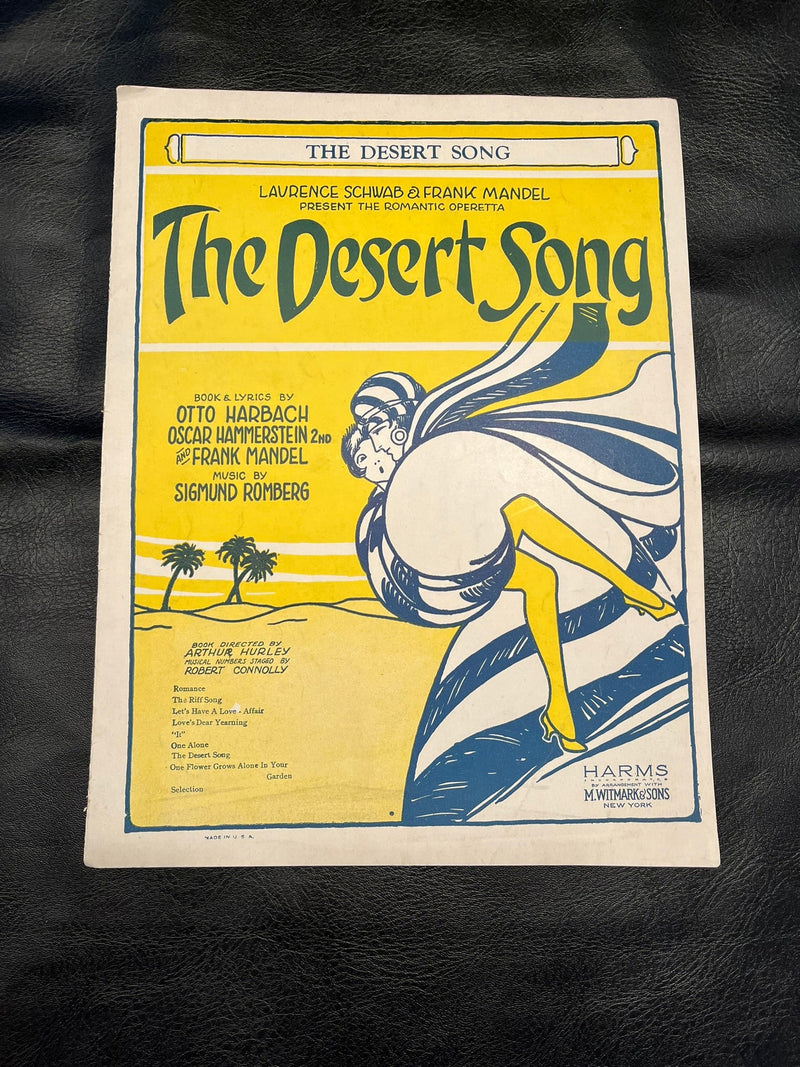 THE DESERT SONG
LAURENCE SCHWAB & FRANK MANDEL
PRESENT THE ROMANTIC OPERETTA
The Desert Song
BOOK & LYRICS BY
OTTO HARBACH
OSCAR HAMMERSTEIN 2ND
AND FRANK MANDEL
MUSIC BY
SIGMUND ROMBERG
BOOK DIRECTED BY
ARTHUR HURLEY
MUSICAL NUMBERS STAGED BY
ROBERT CONNOLLY
Romance
The Riff Song
Let's Have A Love Affair
Love's Dear Yearning
"It"
One Alone
The Desert Song
One Flower Grows Alone In Your
Garden
Selection
HARMS
INCORPORATED
BY ARRANGEMENT WITH
M. WITMARK & SONS
NEW YORK
MADE IN U. S. A.